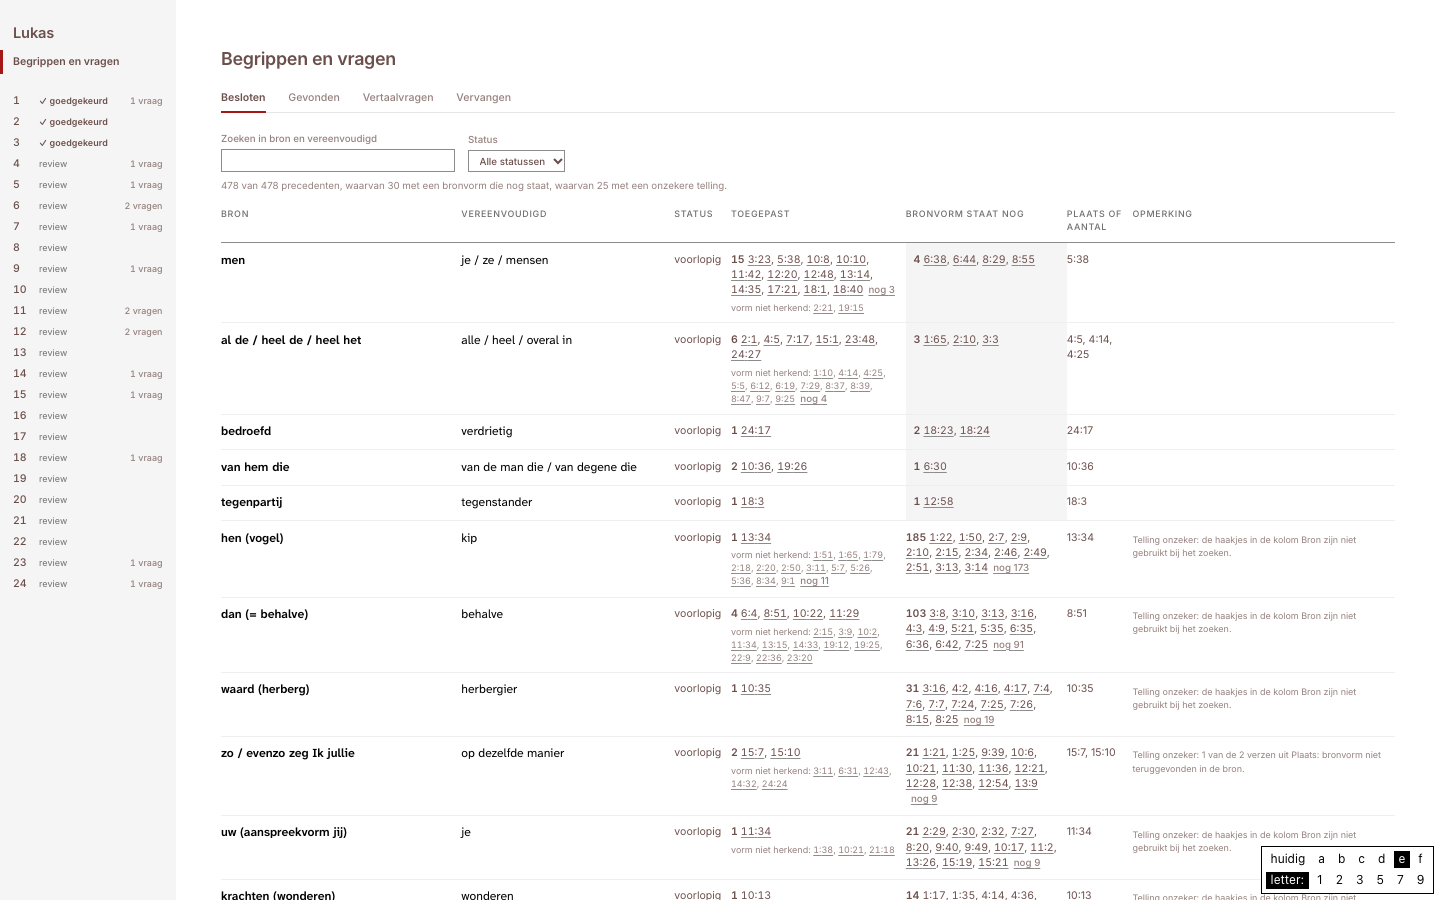 Lukas
Begrippen en vragen
1 ✓ goedgekeurd 1 vraag
2 ✓ goedgekeurd
3 ✓ goedgekeurd
4 review 1 vraag
5 review 1 vraag
6 review 2 vragen
7 review 1 vraag
8 review
9 review 1 vraag
10 review
11 review 2 vragen
12 review 2 vragen
13 review
14 review 1 vraag
15 review 1 vraag
16 review
17 review
18 review 1 vraag
19 review
20 review
21 review
22 review
23 review 1 vraag
24 review 1 vraag
Begrippen en vragen
Besloten Gevonden Vertaalvragen Vervangen
Zoeken in bron en vereenvoudigd
Status
Alle statussen
478 van 478 precedenten, waarvan 30 met een bronvorm die nog staat, waarvan 25 met een onzekere telling.
BRON VEREENVOUDIGD STATUS TOEGEPAST BRONVORM STAAT NOG PLAATS OF AANTAL OPMERKING
men je / ze / mensen voorlopig
15 3:23, 5:38, 10:8, 10:10,
11:42, 12:20, 12:48, 13:14,
14:35, 17:21, 18:1, 18:40 nog 3
vorm niet herkend: 2:21, 19:15
4 6:38, 6:44, 8:29, 8:55
5:38
al de / heel de / heel het alle / heel / overal in voorlopig
6 2:1, 4:5, 7:17, 15:1, 23:48,
24:27
vorm niet herkend: 1:10, 4:14, 4:25,
5:5, 6:12, 6:19, 7:29, 8:37, 8:39,
8:47, 9:7, 9:25 nog 4
3 1:65, 2:10, 3:3
4:5, 4:14,
4:25
bedroefd verdrietig voorlopig 1 24:17 2 18:23, 18:24 24:17
van hem die van de man die / van degene die voorlopig 2 10:36, 19:26 1 6:30 10:36
tegenpartij tegenstander voorlopig 1 18:3 1 12:58 18:3
hen (vogel) kip voorlopig
1 13:34
vorm niet herkend: 1:51, 1:65, 1:79,
2:18, 2:20, 2:50, 3:11, 5:7, 5:26,
5:36, 8:34, 9:1 nog 11
185 1:22, 1:50, 2:7, 2:9,
2:10, 2:15, 2:34, 2:46, 2:49,
2:51, 3:13, 3:14 nog 173
13:34
Telling onzeker: de haakjes in de kolom Bron zijn niet
gebruikt bij het zoeken.
dan (= behalve) behalve voorlopig
4 6:4, 8:51, 10:22, 11:29
vorm niet herkend: 2:15, 3:9, 10:2,
11:34, 13:15, 14:33, 19:12, 19:25,
22:9, 22:36, 23:20
103 3:8, 3:10, 3:13, 3:16,
4:3, 4:9, 5:21, 5:35, 6:35,
6:36, 6:42, 7:25 nog 91
8:51
Telling onzeker: de haakjes in de kolom Bron zijn niet
gebruikt bij het zoeken.
waard (herberg) herbergier voorlopig
1 10:35
31 3:16, 4:2, 4:16, 4:17, 7:4,
7:6, 7:7, 7:24, 7:25, 7:26,
8:15, 8:25 nog 19
10:35
Telling onzeker: de haakjes in de kolom Bron zijn niet
gebruikt bij het zoeken.
zo / evenzo zeg Ik jullie op dezelfde manier voorlopig
2 15:7, 15:10
vorm niet herkend: 3:11, 6:31, 12:43,
14:32, 24:24
21 1:21, 1:25, 9:39, 10:6,
10:21, 11:30, 11:36, 12:21,
12:28, 12:38, 12:54, 13:9
nog 9
15:7, 15:10
Telling onzeker: 1 van de 2 verzen uit Plaats: bronvorm niet
teruggevonden in de bron.
uw (aanspreekvorm jij) je voorlopig
1 11:34
vorm niet herkend: 1:38, 10:21, 21:18
21 2:29, 2:30, 2:32, 7:27,
8:20, 9:40, 9:49, 10:17, 11:2,
13:26, 15:19, 15:21 nog 9
11:34
Telling onzeker: de haakjes in de kolom Bron zijn niet
gebruikt bij het zoeken.
krachten (wonderen) wonderen voorlopig 1 10:13 14 1:17, 1:35, 4:14, 4:36, 10:13
Telling onzeker: de haakjes in de kolom Bron zijn niet
huidig a b c d e f
letter: 1 2 3 5 7 9